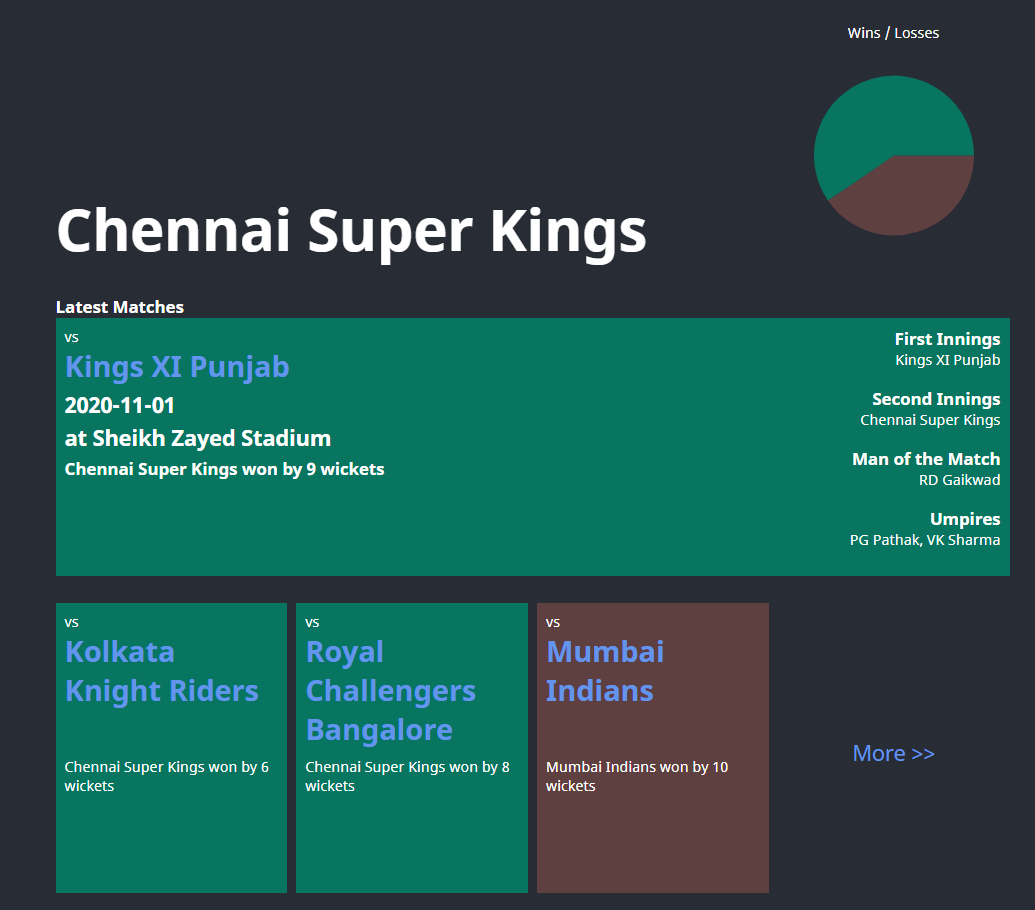 Wins / Losses
Chennai Super Kings
Latest Matches
vs
Kings XI Punjab
2020-11-01
at Sheikh Zayed Stadium
Chennai Super Kings won by 9 wickets
First Innings
Kings XI Punjab
Second Innings
Chennai Super Kings
Man of the Match
RD Gaikwad
Umpires
PG Pathak, VK Sharma
vs
Kolkata
Knight Riders
Chennai Super Kings won by 6
wickets
vs
Royal
Challengers
Bangalore
Chennai Super Kings won by 8
wickets
vs
Mumbai
Indians
Mumbai Indians won by 10
wickets
More >>